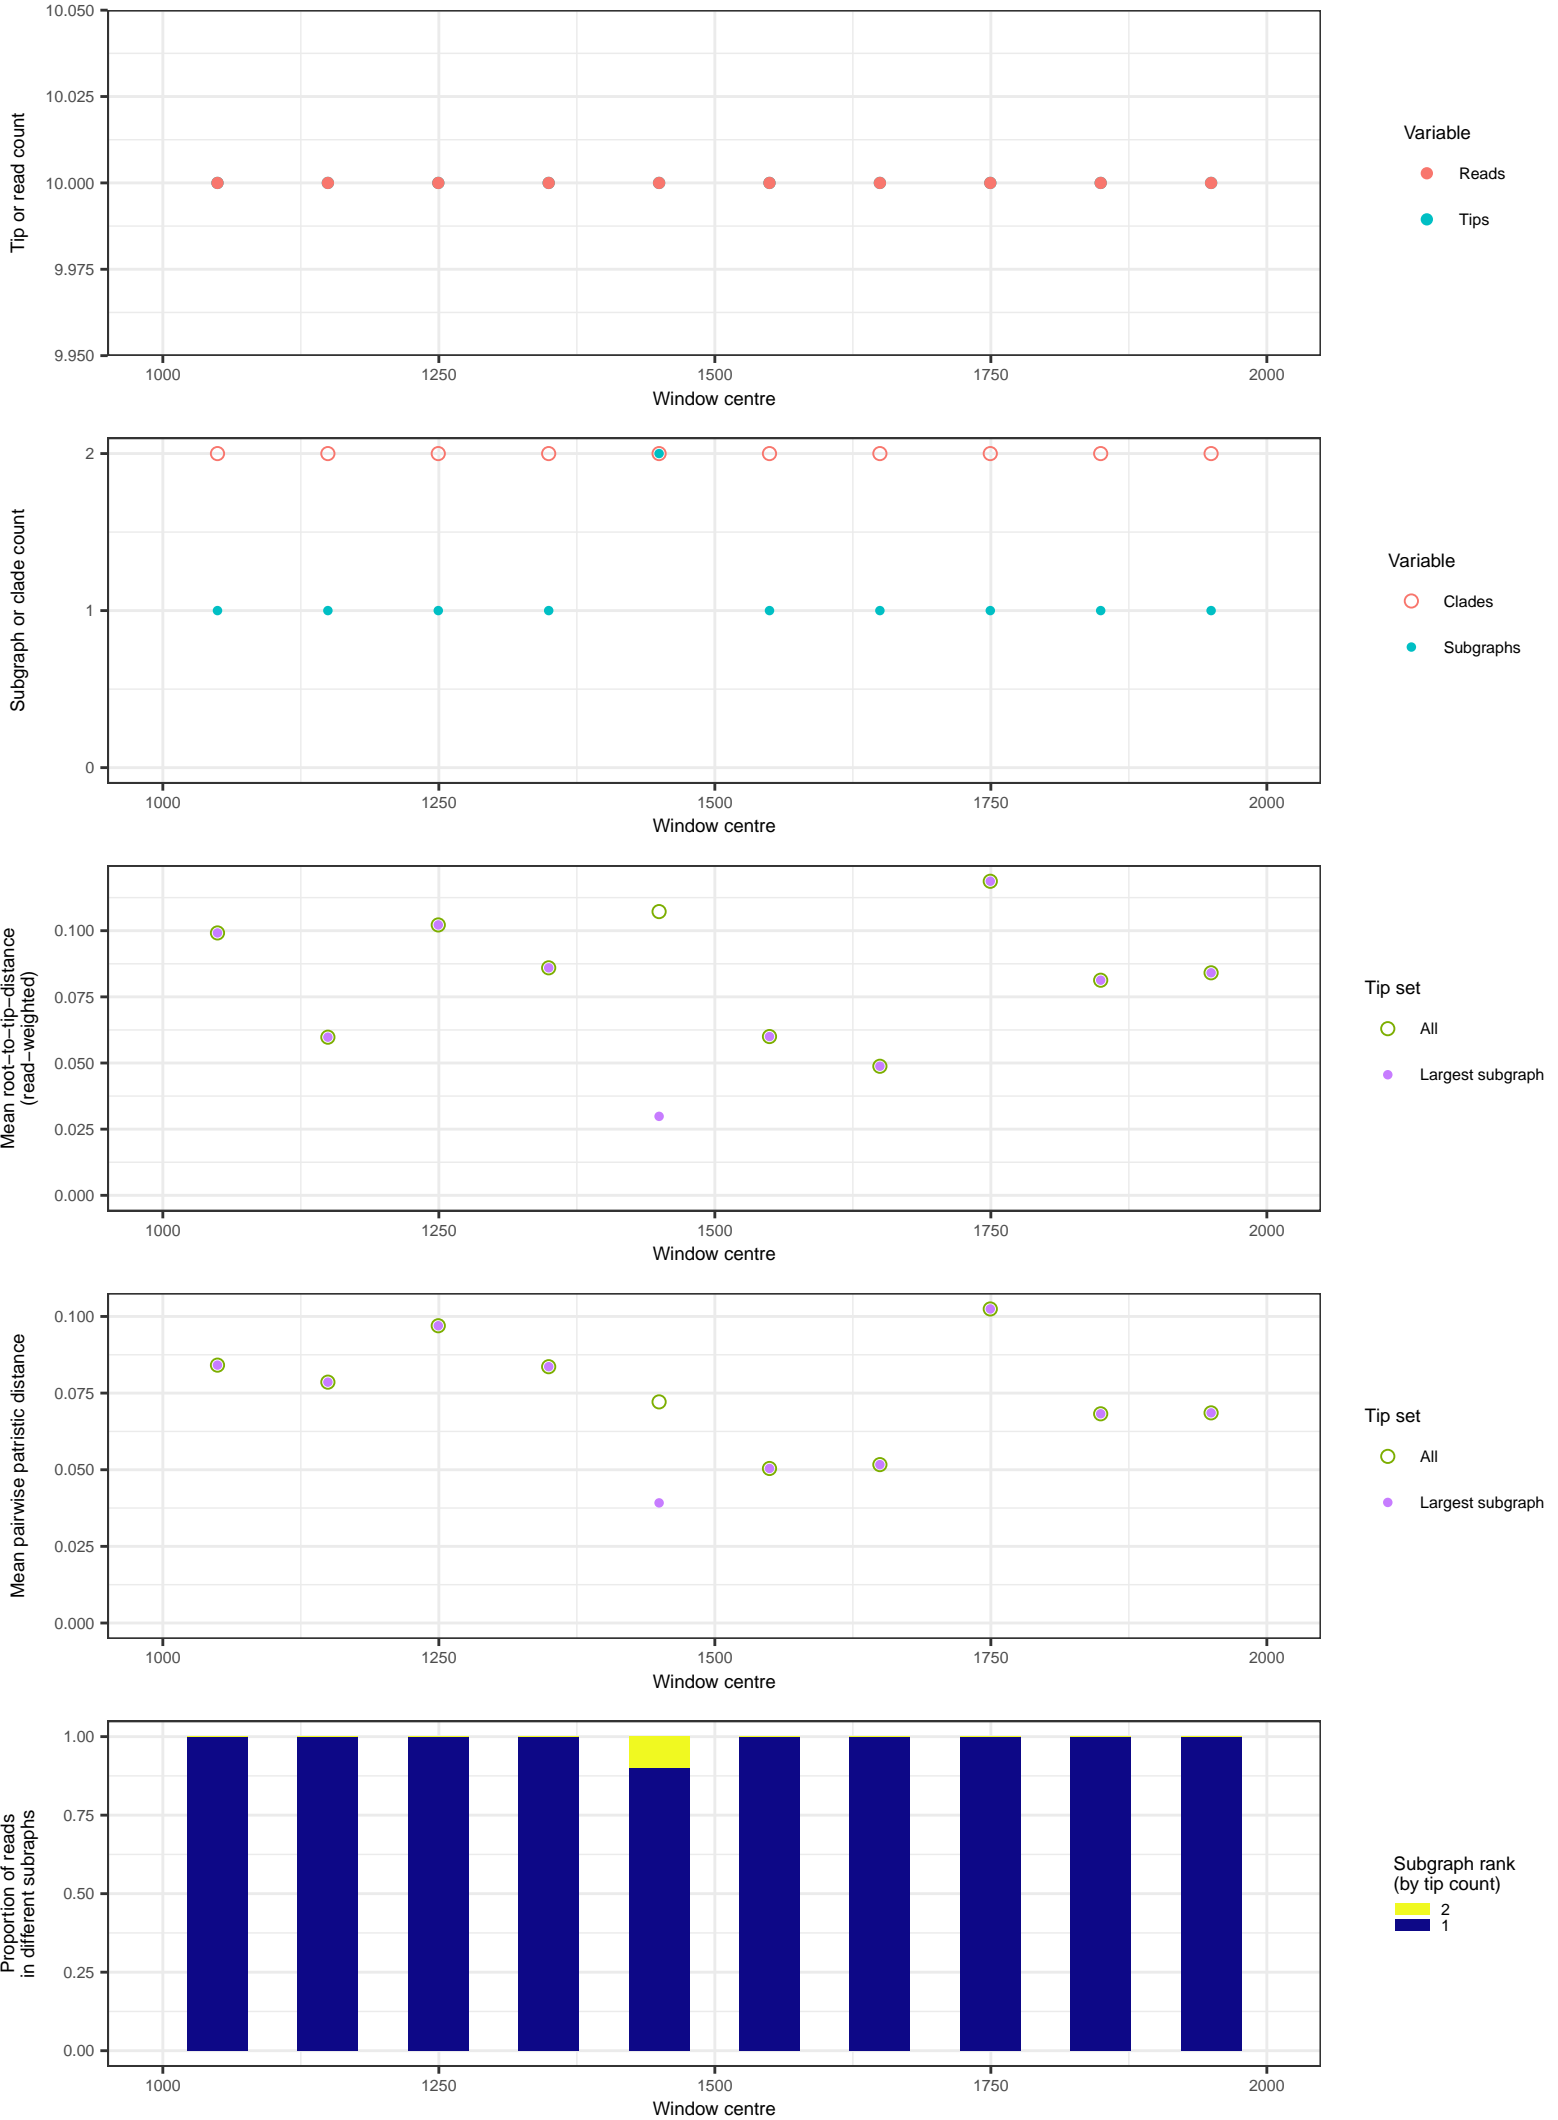 10.050
10.025
10.000
9.975
9.950
Tip or read count
1000 1250 1500 1750 2000
Window centre
Variable
Reads
Tips
2
1
0
Subgraph or clade count
1000 1250 1500 1750 2000
Window centre
Variable
Clades
Subgraphs
0.100
0.075
0.050
0.025
0.000
Mean root−to−tip−distance
(read−weighted)
1000 1250 1500 1750 2000
Window centre
Tip set
All
Largest subgraph
0.100
0.075
0.050
0.025
0.000
Mean pairwise patristic distance
1000 1250 1500 1750 2000
Window centre
Tip set
All
Largest subgraph
1.00
0.75
0.50
0.25
0.00
Proportion of reads
in different subraphs
1000 1250 1500 1750 2000
Window centre
Subgraph rank
(by tip count)
2
1